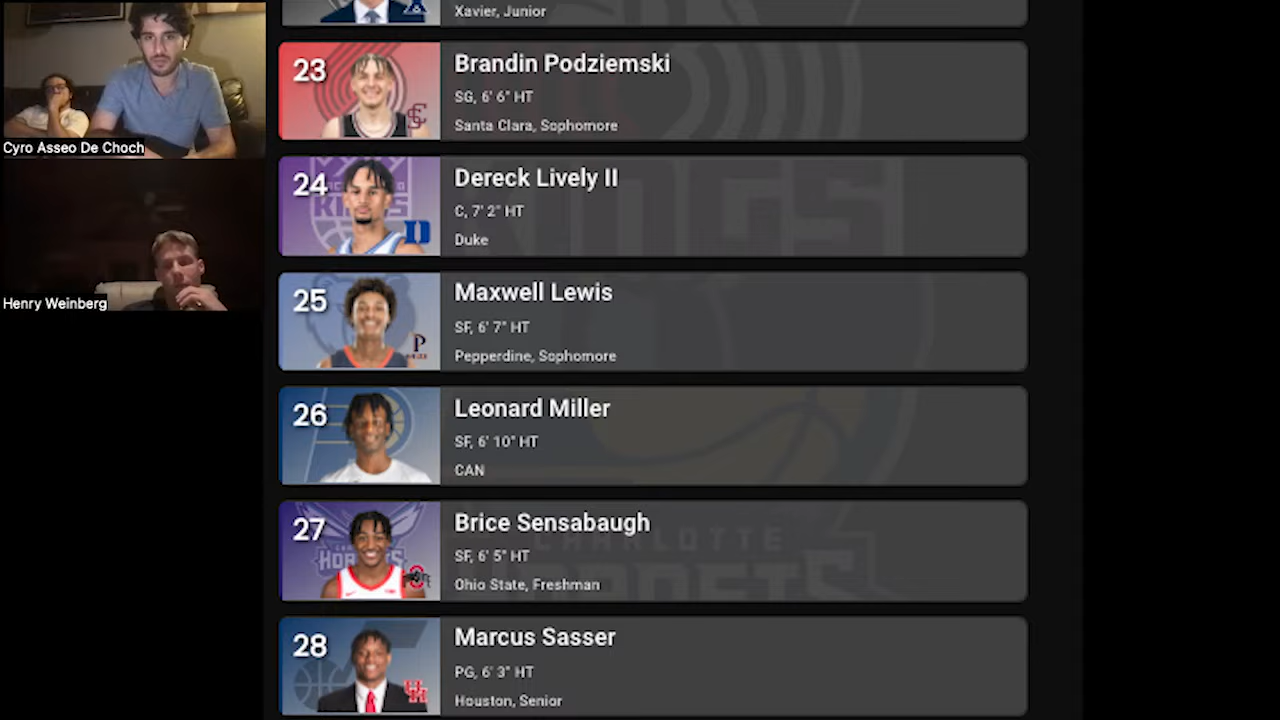 Xavier, Junior
23
Brandin Podziemski
SG, 6' 6" HT
Santa Clara, Sophomore
24
Dereck Lively II
C, 7' 2" HT
Duke
KINGS
25
Maxwell Lewis
SF, 6' 7" HT
Pepperdine, Sophomore
26
Leonard Miller
SF, 6' 10" HT
CAN
27
Brice Sensabaugh
SF, 6' 5" HT
Ohio State, Freshman
CHARLOTTE
HORNETS
28
Marcus Sasser
PG, 6' 3" HT
Houston, Senior
Cyro Asseo De Choch
Henry Weinberg